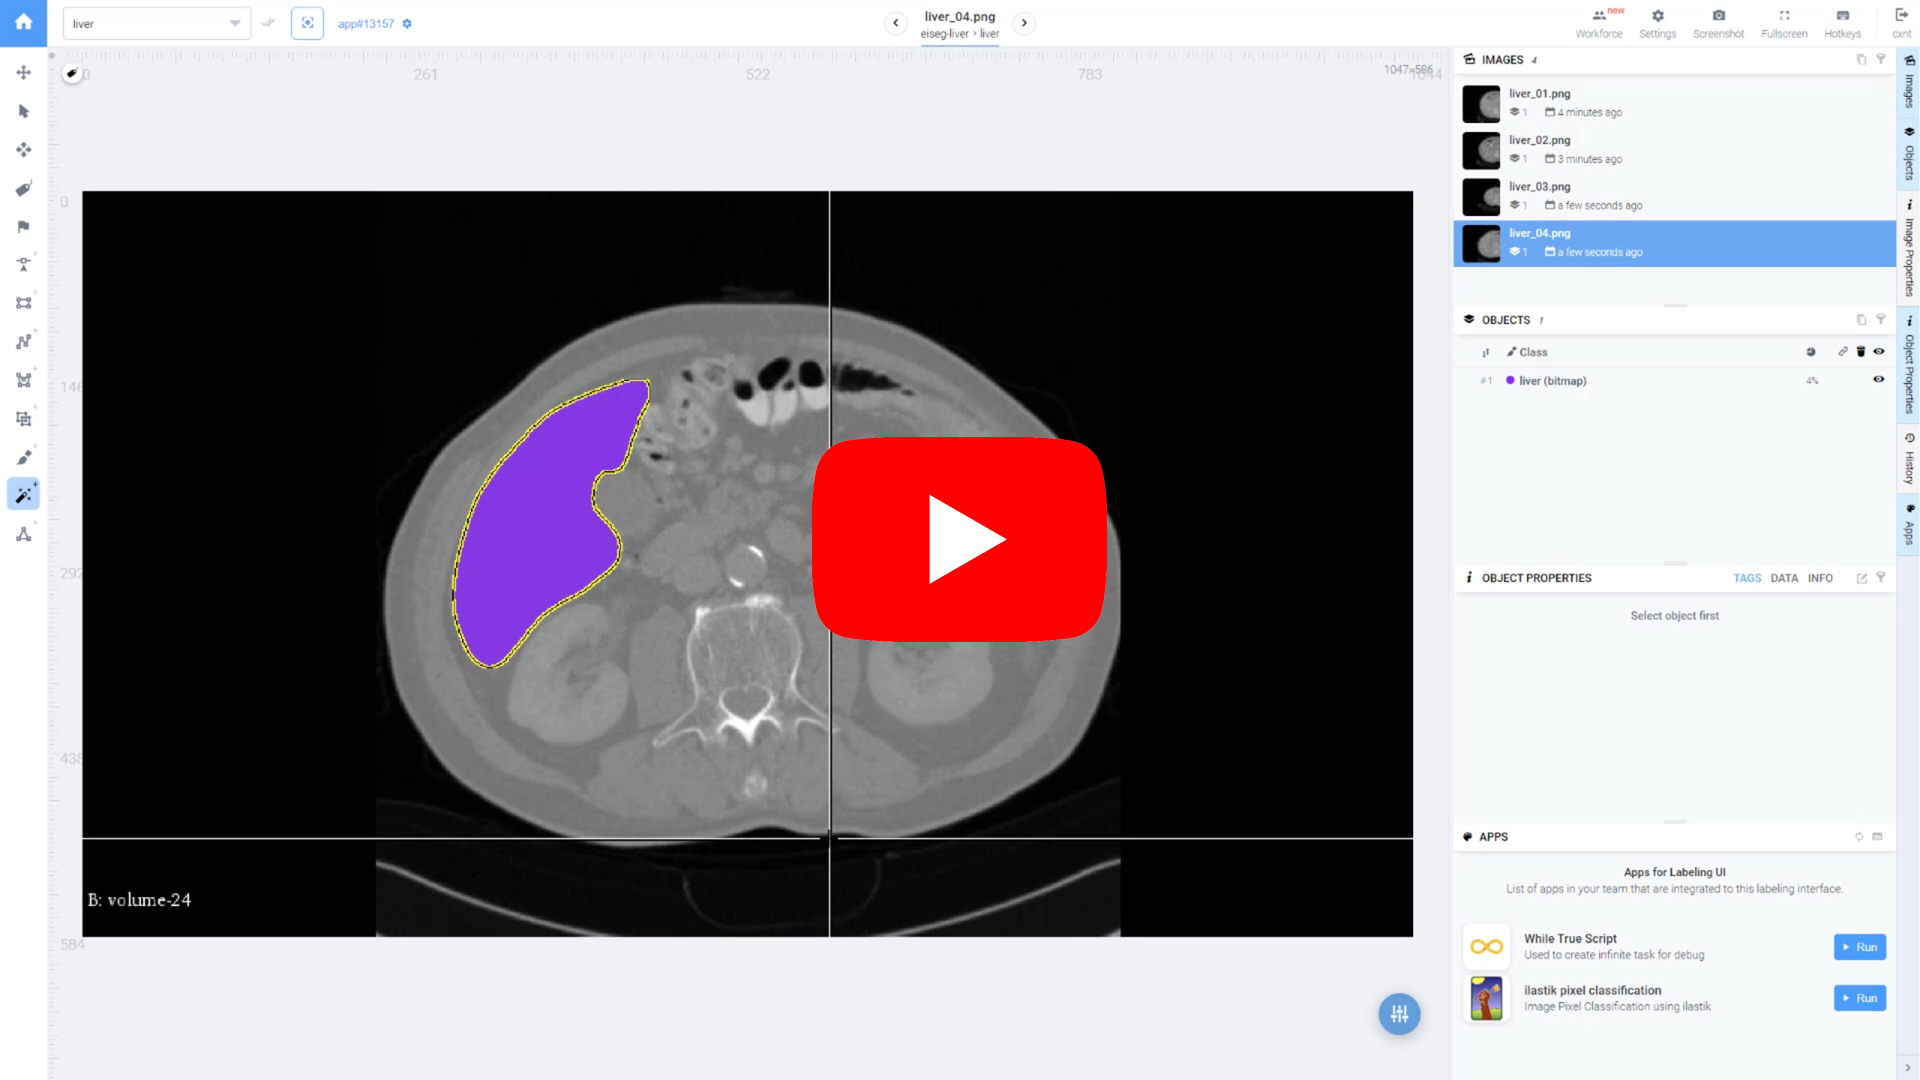 liver
app#13157
liver_04.png
eiseg-liver › liver
new
Workforce
Settings
Screenshot
Fullscreen
Hotkeys
cxnt
0
261
522
783
0
146
292
438
584
B: volume-24
IMAGES 4
liver_01.png
1 4 minutes ago
liver_02.png
1 3 minutes ago
liver_03.png
1 a few seconds ago
liver_04.png
1 a few seconds ago
OBJECTS 1
Class
#1 liver (bitmap) 4%
OBJECT PROPERTIES TAGS DATA INFO
Select object first
APPS
Apps for Labeling UI
List of apps in your team that are integrated to this labeling interface.
While True Script
Used to create infinite task for debug
Run
ilastik pixel classification
Image Pixel Classification using ilastik
Run
Images
Objects
Image Properties
Object Properties
History
Apps